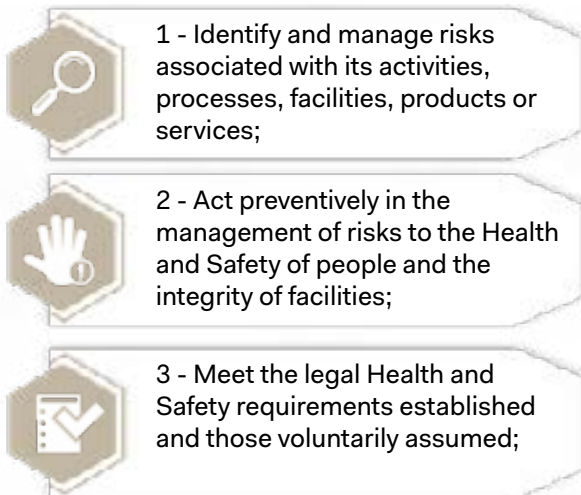 1 - Identify and manage risks
associated with its activities,
processes, facilities, products or
services;
2 - Act preventively in the
management of risks to the Health
and Safety of people and the
integrity of facilities;
3 - Meet the legal Health and
Safety requirements established
and those voluntarily assumed;